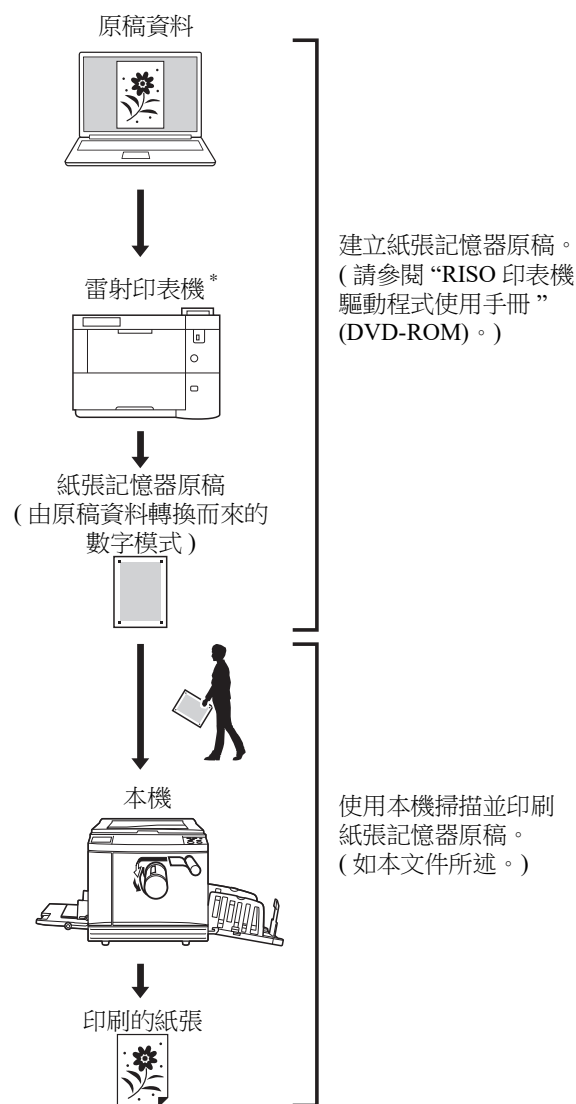 原稿資料
雷射印表機*
紙張記憶器原稿
( 由原稿資料轉換而來的
數字模式 )
建立紙張記憶器原稿。
( 請參閱 “RISO 印表機
驅動程式使用手冊 ”
(DVD-ROM)。)
本機
印刷的紙張
使用本機掃描並印刷
紙張記憶器原稿。
( 如本文件所述。)